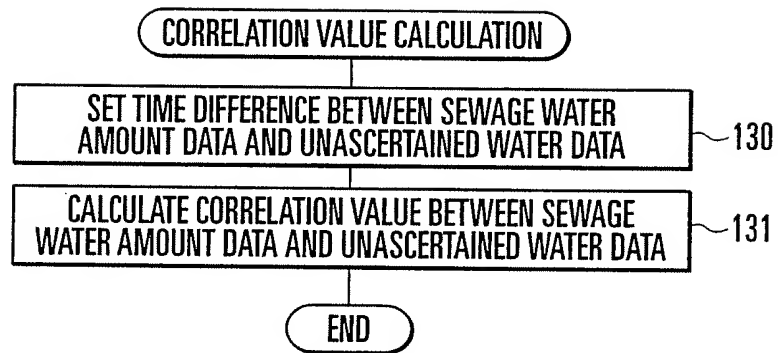 CORRELATION VALUE CALCULATION
SET TIME DIFFERENCE BETWEEN SEWAGE WATER
AMOUNT DATA AND UNASCERTAINED WATER DATA
130
CALCULATE CORRELATION VALUE BETWEEN SEWAGE
WATER AMOUNT DATA AND UNASCERTAINED WATER DATA
131
END